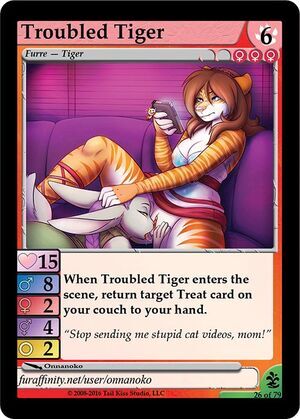 Troubled Tiger 6
Furre — Tiger
15
8
2
4
2
When Troubled Tiger enters the
scene, return target Treat card on
your couch to your hand.
"Stop sending me stupid cat videos, mom!"
Onnanoko
furaffinity.net/user/onnanoko
© 2008-2016 Tail Kiss Studio, LLC
26 of 79